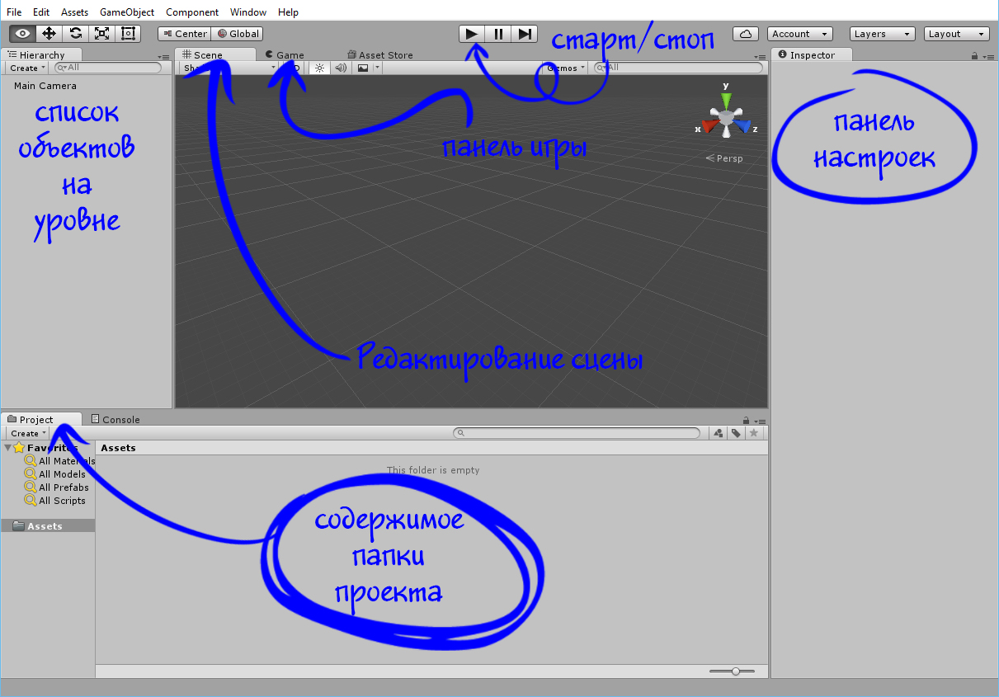 File Edit Assets GameObject Component Window Help
Center Global
старт/стоп
Account Layers Layout
Hierarchy
Scene Game Asset Store
Inspector
Create All
Gizmos All
Main Camera
список
объектов
на
уровне
y
x z
Persp
панель игры
панель
настроек
Редактирование сцены
Project Console
Create
Favorites
All Materials
All Models
All Prefabs
All Scripts
Assets
Assets
This folder is empty
содержимое
папки
проекта